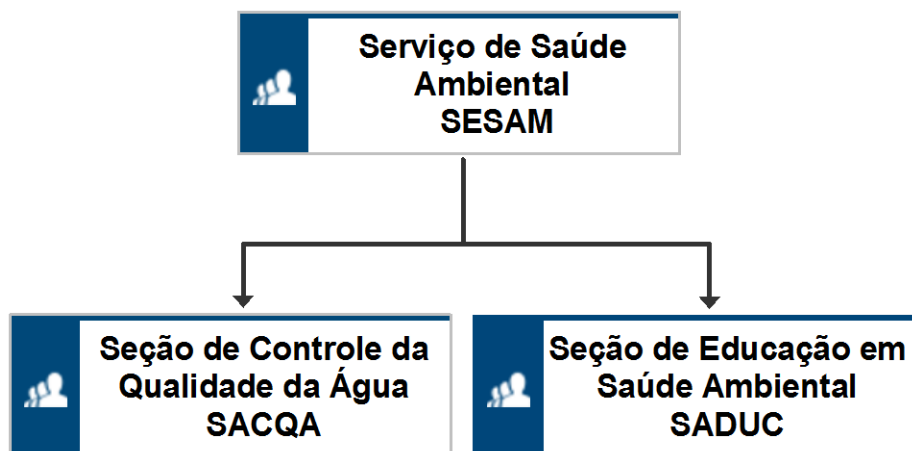 Serviço de Saúde
Ambiental
SESAM
Seção de Controle da
Qualidade da Água
SACQA
Seção de Educação em
Saúde Ambiental
SADUC